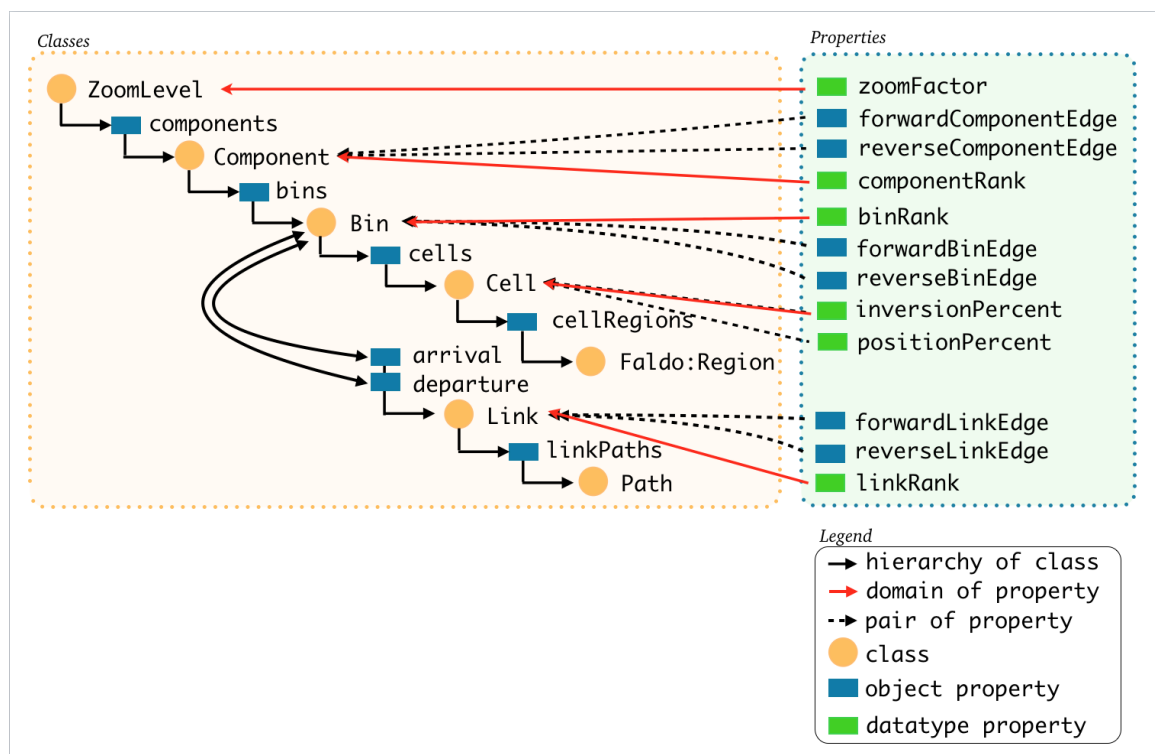 Classes
Properties
ZoomLevel
components
Component
bins
Bin
cells
Cell
cellRegions
Faldo:Region
arrival
departure
Link
linkPaths
Path
zoomFactor
forwardComponentEdge
reverseComponentEdge
componentRank
binRank
forwardBinEdge
reverseBinEdge
inversionPercent
positionPercent
forwardLinkEdge
reverseLinkEdge
linkRank
Legend
hierarchy of class
domain of property
pair of property
class
object property
datatype property